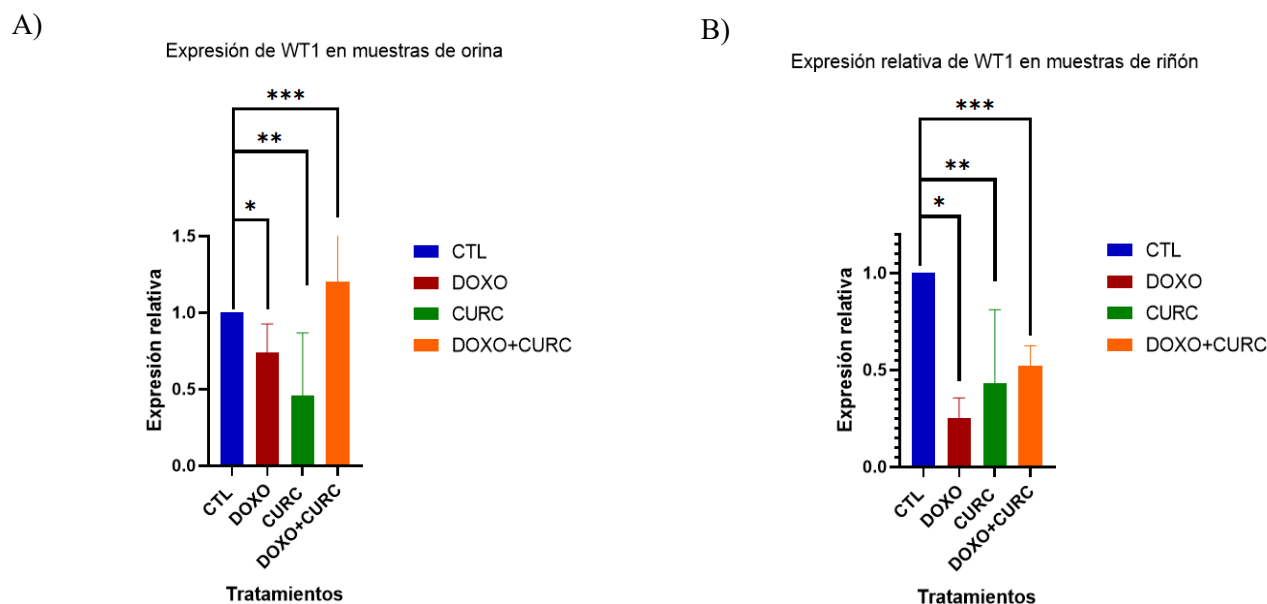 A)
Expresión de WT1 en muestras de orina
***
**
*
Expresión relativa
1.5
1.0
0.5
0.0
CTL
DOXO
CURC
DOXO+CURC
Tratamientos
CTL
DOXO
CURC
DOXO+CURC
B)
Expresión relativa de WT1 en muestras de riñón
***
**
*
Expresión relativa
1.0
0.5
0.0
CTL
DOXO
CURC
DOXO+CURC
Tratamientos
CTL
DOXO
CURC
DOXO+CURC